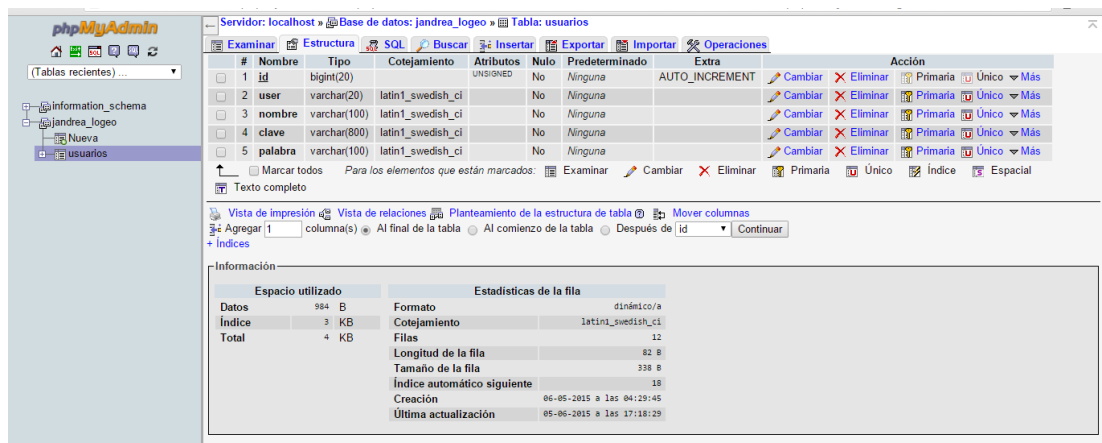 phpMyAdmin
(Tablas recientes) ...
information_schema
jandrea_logeo
Nueva
usuarios
Servidor: localhost » Base de datos: jandrea_logeo » Tabla: usuarios
Examinar Estructura SQL Buscar Insertar Exportar Importar Operaciones
# Nombre Tipo Cotejamiento Atributos Nulo Predeterminado Extra Acción
1 id bigint(20) UNSIGNED No Ninguna AUTO_INCREMENT Cambiar Eliminar Primaria Único Más
2 user varchar(20) latin1_swedish_ci No Ninguna Cambiar Eliminar Primaria Único Más
3 nombre varchar(100) latin1_swedish_ci No Ninguna Cambiar Eliminar Primaria Único Más
4 clave varchar(800) latin1_swedish_ci No Ninguna Cambiar Eliminar Primaria Único Más
5 palabra varchar(100) latin1_swedish_ci No Ninguna Cambiar Eliminar Primaria Único Más
Marcar todos Para los elementos que están marcados: Examinar Cambiar Eliminar Primaria Único Índice Espacial
Texto completo
Vista de impresión Vista de relaciones Planteamiento de la estructura de tabla Mover columnas
Agregar 1 columna(s) Al final de la tabla Al comienzo de la tabla Después de id Continuar
+ Índices
Información
Espacio utilizado
Datos 984 B
Índice 3 KB
Total 4 KB
Estadísticas de la fila
Formato dinámico/a
Cotejamiento latin1_swedish_ci
Filas 12
Longitud de la fila 82 B
Tamaño de la fila 338 B
Índice automático siguiente 18
Creación 06-05-2015 a las 04:29:45
Última actualización 05-06-2015 a las 17:18:29